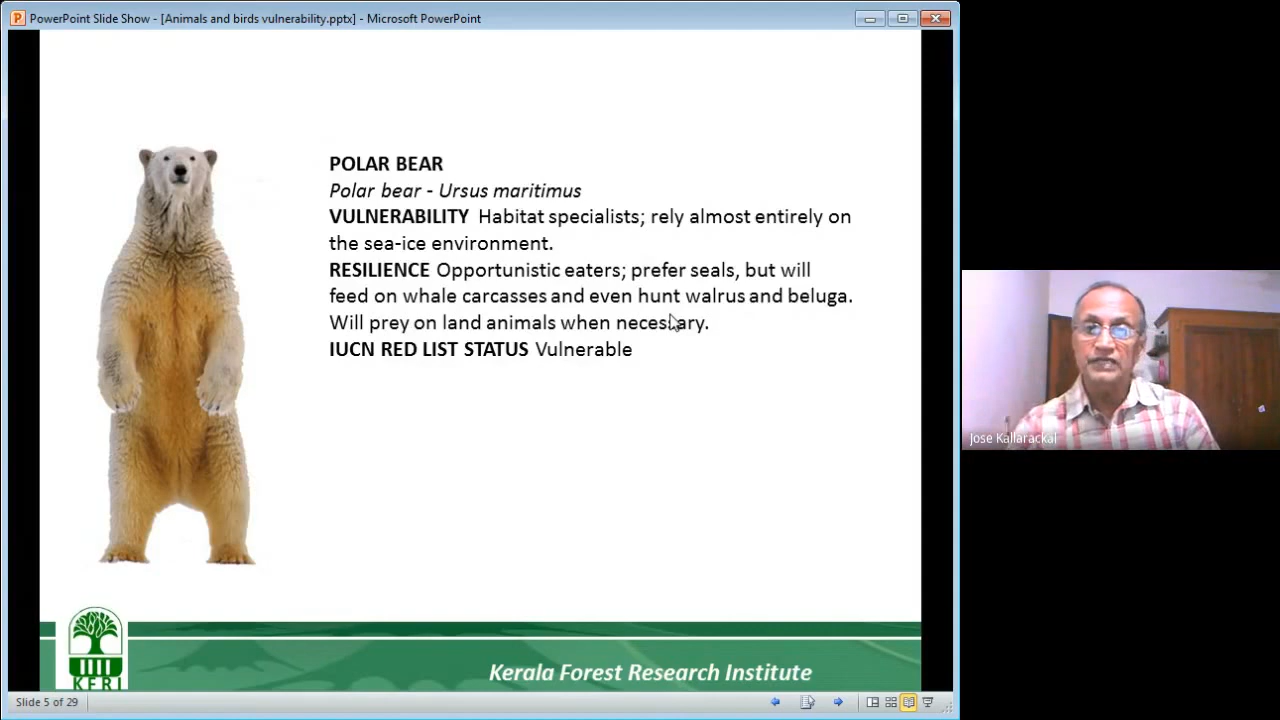 PowerPoint Slide Show - [Animals and birds vulnerability.pptx] - Microsoft PowerPoint
POLAR BEAR
Polar bear - Ursus maritimus
VULNERABILITY Habitat specialists; rely almost entirely on
the sea-ice environment.
RESILIENCE Opportunistic eaters; prefer seals, but will
feed on whale carcasses and even hunt walrus and beluga.
Will prey on land animals when necessary.
IUCN RED LIST STATUS Vulnerable
Jose Kallarackal
KFRI
Kerala Forest Research Institute
Slide 5 of 29